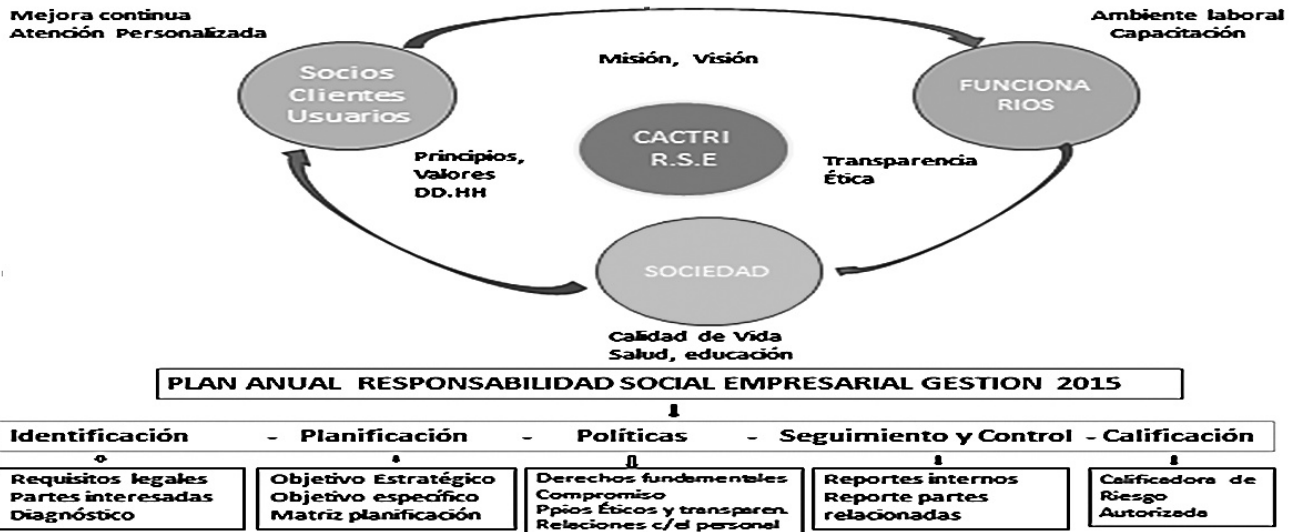 Mejora continua
Atención Personalizada
Ambiente laboral
Capacitación
Misión, Visión
Socios
Clientes
Usuarios
FUNCIONA
RIOS
CACTRI
R.S.E
Principios,
Valores
DD.HH
Transparencia
Ética
SOCIEDAD
Calidad de Vida
Salud, educación
PLAN ANUAL RESPONSABILIDAD SOCIAL EMPRESARIAL GESTION 2015
Identificación - Planificación - Políticas - Seguimiento y Control - Calificación
Requisitos legales
Partes interesadas
Diagnóstico
Objetivo Estratégico
Objetivo específico
Matriz planificación
Derechos fundamentales
Compromiso
Ppios Éticos y transparen.
Relaciones c/el personal
Reportes internos
Reporte partes
relacionadas
Calificadora de
Riesgo
Autorizada